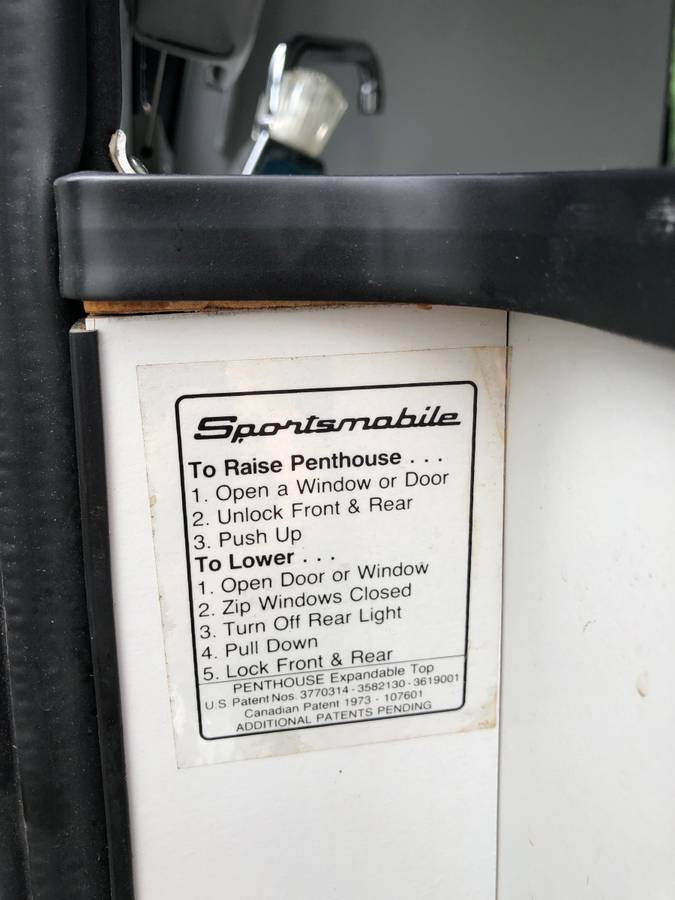 Sportsmobile
To Raise Penthouse . . .
1. Open a Window or Door
2. Unlock Front & Rear
3. Push Up
To Lower . . .
1. Open Door or Window
2. Zip Windows Closed
3. Turn Off Rear Light
4. Pull Down
5. Lock Front & Rear
PENTHOUSE Expandable Top
U.S. Patent Nos. 3770314 - 3582130 - 3619001
Canadian Patent 1973 - 107601
ADDITIONAL PATENTS PENDING